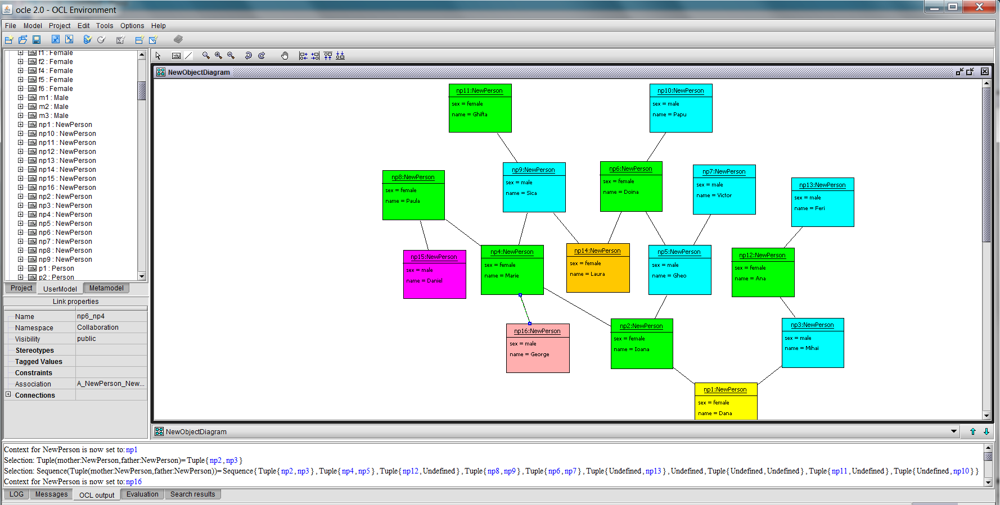 ocle 2.0 - OCL Environment
File Model Project Edit Tools Options Help
f1 : Female
f2 : Female
f4 : Female
f5 : Female
f6 : Female
m1 : Male
m2 : Male
m3 : Male
np1 : NewPerson
np10 : NewPerson
np11 : NewPerson
np12 : NewPerson
np13 : NewPerson
np14 : NewPerson
np15 : NewPerson
np16 : NewPerson
np2 : NewPerson
np3 : NewPerson
np4 : NewPerson
np5 : NewPerson
np6 : NewPerson
np7 : NewPerson
np8 : NewPerson
np9 : NewPerson
p1 : Person
p2 : Person
Project UserModel Metamodel
Link properties
Name np6_np4
Namespace Collaboration
Visibility public
Stereotypes
Tagged Values
Constraints
Association A_NewPerson_New...
Connections
NewObjectDiagram
np11:NewPerson
sex = female
name = Ghifta
np10:NewPerson
sex = male
name = Papu
np8:NewPerson
sex = female
name = Paula
np9:NewPerson
sex = male
name = Sica
np6:NewPerson
sex = female
name = Doina
np7:NewPerson
sex = male
name = Victor
np13:NewPerson
sex = male
name = Feri
np15:NewPerson
sex = male
name = Daniel
np4:NewPerson
sex = female
name = Marie
np14:NewPerson
sex = female
name = Laura
np5:NewPerson
sex = male
name = Gheo
np12:NewPerson
sex = female
name = Ana
np16:NewPerson
sex = male
name = George
np2:NewPerson
sex = female
name = Ioana
np3:NewPerson
sex = male
name = Mihai
np1:NewPerson
sex = female
name = Dana
NewObjectDiagram
Context for NewPerson is now set to: np1
Selection: Tuple(mother:NewPerson,father:NewPerson)= Tuple{ np2 , np3 }
Selection: Sequence(Tuple(mother:NewPerson,father:NewPerson))= Sequence{ Tuple{ np2 , np3 } , Tuple{ np4 , np5 } , Tuple{ np12 , Undefined } , Tuple{ np8 , np9 } , Tuple{ np6 , np7 } , Tuple{ Undefined , np13 } , Undefined , Tuple{ Undefined , Undefined } , Tuple{ np11 , Undefined } , Tuple{ Undefined , np10 } }
Context for NewPerson is now set to: np16
LOG Messages OCL output Evaluation Search results